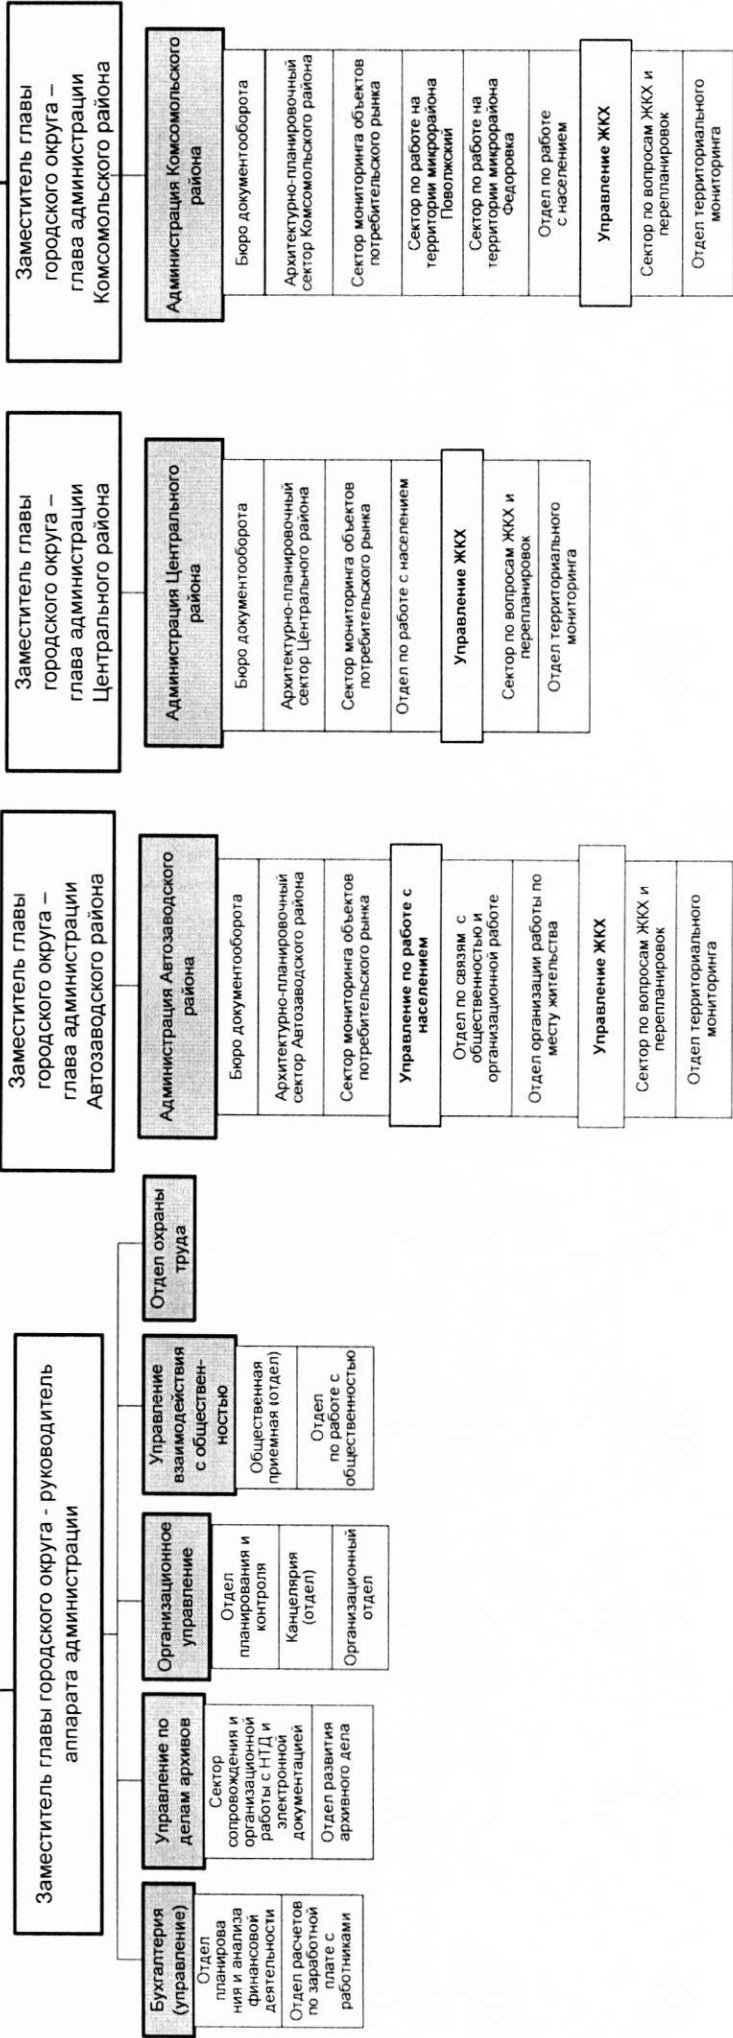 Заместитель главы городского округа - руководитель
аппарата администрации
Бухгалтерия
(управление)
Отдел
планирова
ния и анализа
финансовой
деятельности
Отдел расчетов
по заработной
плате с
работниками
Управление по
делам архивов
Сектор
сопровождения и
организационной
работы с НТД и
электронной
документацией
Отдел развития
архивного дела
Организационное
управление
Отдел
планирования и
контроля
Канцелярия
(отдел)
Организационный
отдел
Управление
взаимодействия
с обществен-
ностью
Общественная
приемная (отдел)
Отдел
по работе с
общественностью
Отдел охраны
труда
Заместитель главы
городского округа –
глава администрации
Автозаводского района
Администрация Автозаводского
района
Бюро документооборота
Архитектурно-планировочный
сектор Автозаводского района
Сектор мониторинга объектов
потребительского рынка
Управление по работе с
населением
Отдел по связям с
общественностью и
организационной работе
Отдел организации работы по
месту жительства
Управление ЖКХ
Сектор по вопросам ЖКХ и
перепланировок
Отдел территориального
мониторинга
Заместитель главы
городского округа –
глава администрации
Центрального района
Администрация Центрального
района
Бюро документооборота
Архитектурно-планировочный
сектор Центрального района
Сектор мониторинга объектов
потребительского рынка
Отдел по работе с населением
Управление ЖКХ
Сектор по вопросам ЖКХ и
перепланировок
Отдел территориального
мониторинга
Заместитель главы
городского округа –
глава администрации
Комсомольского района
Администрация Комсомольского
района
Бюро документооборота
Архитектурно-планировочный
сектор Комсомольского района
Сектор мониторинга объектов
потребительского рынка
Сектор по работе на
территории микрорайона
Поволжский
Сектор по работе на
территории микрорайона
Федоровка
Отдел по работе
с населением
Управление ЖКХ
Сектор по вопросам ЖКХ и
перепланировок
Отдел территориального
мониторинга